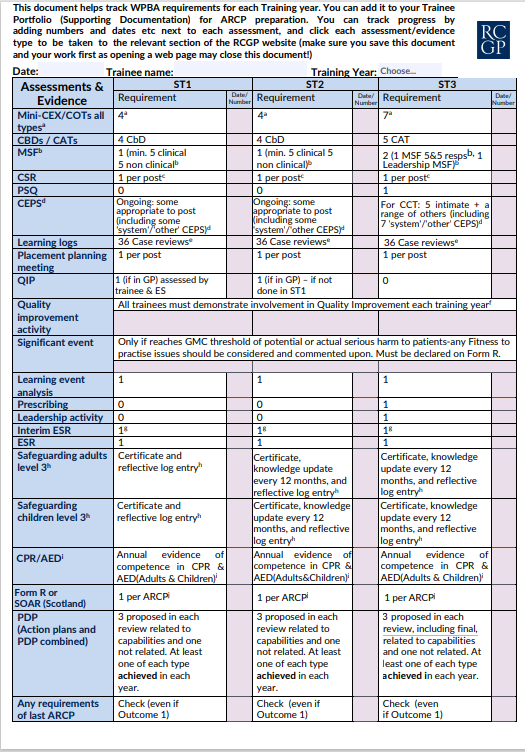 This document helps track WPBA requirements for each Training year. You can add it to your Trainee
Portfolio (Supporting Documentation) for ARCP preparation. You can track progress by
adding numbers and dates etc next to each assessment, and click each assessment/evidence
type to be taken to the relevant section of the RCGP website (make sure you save this document
and your work first as opening a web page may close this document!)
RC
GP
Date: Trainee name: Training Year: Choose...
Assessments & Evidence ST1 ST2 ST3
Requirement Date/Number Requirement Date/Number Requirement Date/Number
Mini-CEX/COTs all typesᵃ 4ᵃ 4ᵃ 7ᵃ
CBDs / CATs 4 CbD 4 CbD 5 CAT
MSFᵇ 1 (min. 5 clinical 5 non clinicalᵇ 1 (min. 5 clinical 5 non clinical)ᵇ 2 (1 MSF 5&5 respsᵇ, 1 Leadership MSF)ᵇ
CSR 1 per postᶜ 1 per postᶜ 1 per postᶜ
PSQ 0 0 1
CEPSᵈ Ongoing: some appropriate to post (including some 'system'/'other' CEPS)ᵈ Ongoing: some appropriate to post (including some 'system'/'other' CEPS)ᵈ For CCT: 5 intimate + a range of others (including 7 'system'/'other' CEPS)ᵈ
Learning logs 36 Case reviewsᵉ 36 Case reviewsᵉ 36 Case reviewsᵉ
Placement planning meeting 1 per post 1 per post 1 per post
QIP 1 (if in GP) assessed by trainee & ES 1 (if in GP) – if not done in ST1 0
Quality improvement activity All trainees must demonstrate involvement in Quality Improvement each training yearᶠ
Significant event Only if reaches GMC threshold of potential or actual serious harm to patients-any Fitness to practise issues should be considered and commented upon. Must be declared on Form R.
Learning event analysis 1 1 1
Prescribing 0 0 1
Leadership activity 0 0 1
Interim ESR 1ᵍ 1ᵍ 1ᵍ
ESR 1 1 1
Safeguarding adults level 3ʰ Certificate and reflective log entryʰ Certificate, knowledge update every 12 months, and reflective log entryʰ Certificate, knowledge update every 12 months, and reflective log entryʰ
Safeguarding children level 3ʰ Certificate and reflective log entryʰ Certificate, knowledge update every 12 months, and reflective log entryʰ Certificate, knowledge update every 12 months, and reflective log entryʰ
CPR/AEDⁱ Annual evidence of competence in CPR & AED(Adults & Children)ⁱ Annual evidence of competence in CPR & AED(Adults&Children)ⁱ Annual evidence of competence in CPR & AED(Adults & Children)ⁱ
Form R or SOAR (Scotland) 1 per ARCPʲ 1 per ARCPʲ 1 per ARCPʲ
PDP (Action plans and PDP combined) 3 proposed in each review related to capabilities and one not related. At least one of each type achieved in each year. 3 proposed in each review related to capabilities and one not related. At least one of each type achieved in each year. 3 proposed in each review, including final, related to capabilities and one not related. At least one of each type achieved in each year.
Any requirements of last ARCP Check (even if Outcome 1) Check (even if Outcome 1) Check (even if Outcome 1)